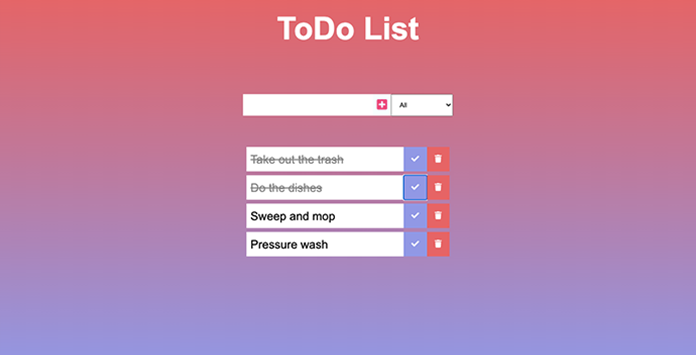 ToDo List
All
Take out the trash
Do the dishes
Sweep and mop
Pressure wash